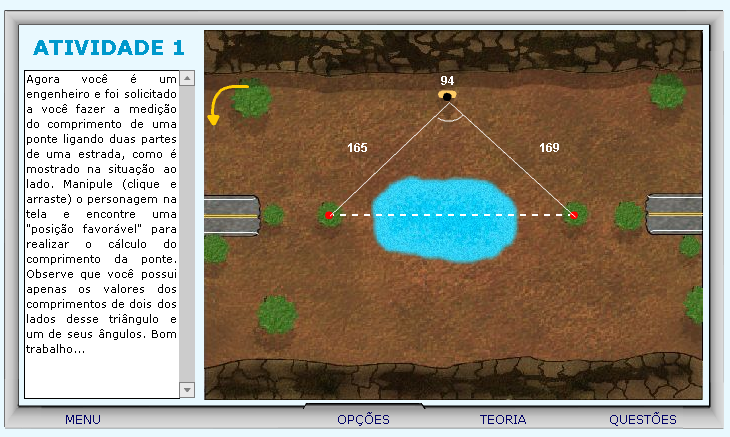 ATIVIDADE 1
Agora você é um
engenheiro e foi solicitado
a você fazer a medição
do comprimento de uma
ponte ligando duas partes
de uma estrada, como é
mostrado na situação ao
lado. Manipule (clique e
arraste) o personagem na
tela e encontre uma
"posição favorável" para
realizar o cálculo do
comprimento da ponte.
Observe que você possui
apenas os valores dos
comprimentos de dois dos
lados desse triângulo e
um de seus ângulos. Bom
trabalho...
94
165
169
MENU
OPÇÕES
TEORIA
QUESTÕES